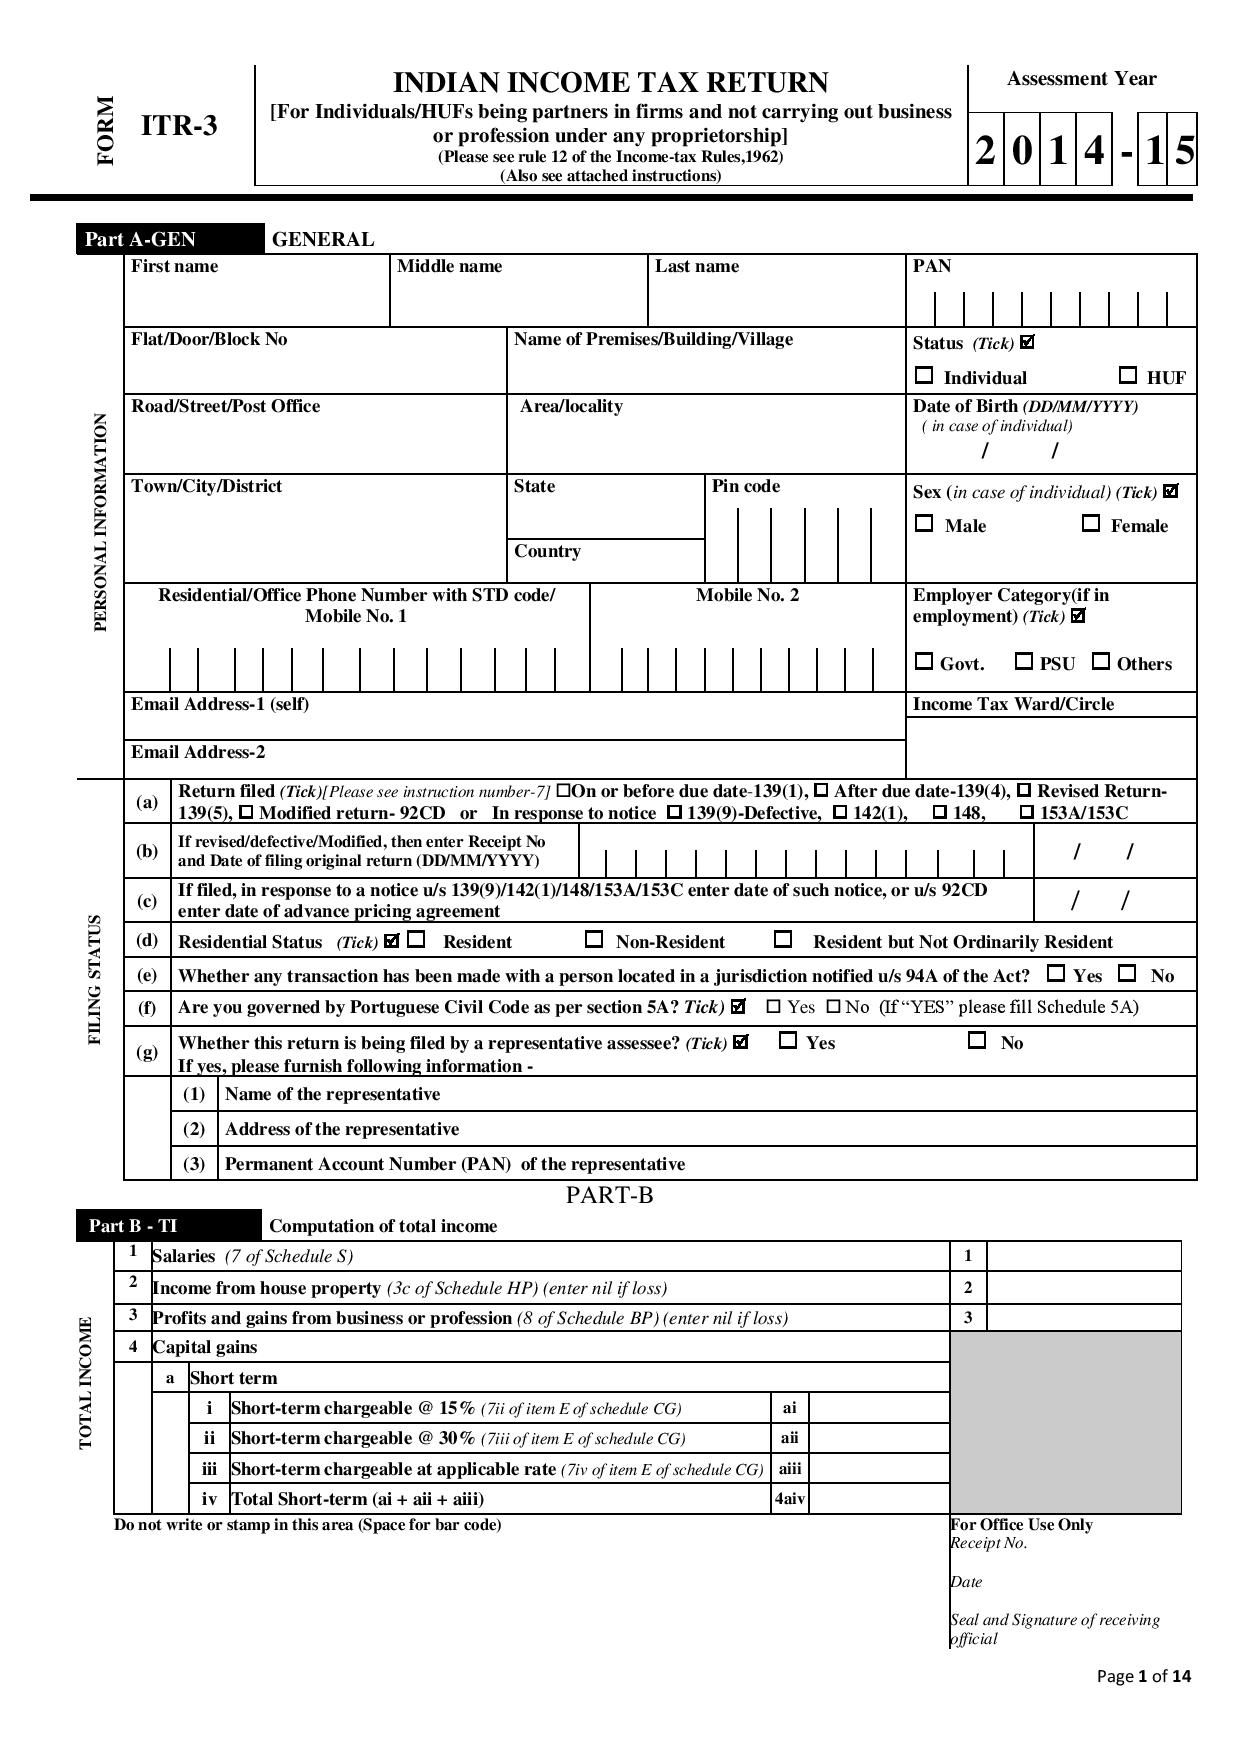 FORM
ITR-3
INDIAN INCOME TAX RETURN
[For Individuals/HUFs being partners in firms and not carrying out business
or profession under any proprietorship]
(Please see rule 12 of the Income-tax Rules,1962)
(Also see attached instructions)
Assessment Year
2 0 1 4 - 1 5
Part A-GEN GENERAL
PERSONAL INFORMATION
First name Middle name Last name PAN
Flat/Door/Block No Name of Premises/Building/Village Status (Tick) ☑
☐ Individual ☐ HUF
Road/Street/Post Office Area/locality Date of Birth (DD/MM/YYYY)
( in case of individual)
/ /
Town/City/District State Pin code Sex (in case of individual) (Tick) ☑
☐ Male ☐ Female
Country
Residential/Office Phone Number with STD code/
Mobile No. 1
Mobile No. 2
Employer Category(if in
employment) (Tick) ☑
☐ Govt. ☐ PSU ☐ Others
Email Address-1 (self) Income Tax Ward/Circle
Email Address-2
FILING STATUS
(a) Return filed (Tick)[Please see instruction number-7] ☐On or before due date-139(1), ☐ After due date-139(4), ☐ Revised Return-
139(5), ☐ Modified return- 92CD or In response to notice ☐ 139(9)-Defective, ☐ 142(1), ☐ 148, ☐ 153A/153C
(b) If revised/defective/Modified, then enter Receipt No
and Date of filing original return (DD/MM/YYYY) / /
(c) If filed, in response to a notice u/s 139(9)/142(1)/148/153A/153C enter date of such notice, or u/s 92CD
enter date of advance pricing agreement / /
(d) Residential Status (Tick) ☑ ☐ Resident ☐ Non-Resident ☐ Resident but Not Ordinarily Resident
(e) Whether any transaction has been made with a person located in a jurisdiction notified u/s 94A of the Act? ☐ Yes ☐ No
(f) Are you governed by Portuguese Civil Code as per section 5A? Tick) ☑ ☐ Yes ☐ No (If “YES” please fill Schedule 5A)
(g) Whether this return is being filed by a representative assessee? (Tick) ☑ ☐ Yes ☐ No
If yes, please furnish following information -
(1) Name of the representative
(2) Address of the representative
(3) Permanent Account Number (PAN) of the representative
PART-B
Part B - TI Computation of total income
TOTAL INCOME
1 Salaries (7 of Schedule S) 1
2 Income from house property (3c of Schedule HP) (enter nil if loss) 2
3 Profits and gains from business or profession (8 of Schedule BP) (enter nil if loss) 3
4 Capital gains
a Short term
i Short-term chargeable @ 15% (7ii of item E of schedule CG) ai
ii Short-term chargeable @ 30% (7iii of item E of schedule CG) aii
iii Short-term chargeable at applicable rate (7iv of item E of schedule CG) aiii
iv Total Short-term (ai + aii + aiii) 4aiv
Do not write or stamp in this area (Space for bar code)
For Office Use Only
Receipt No.
Date
Seal and Signature of receiving
official
Page 1 of 14